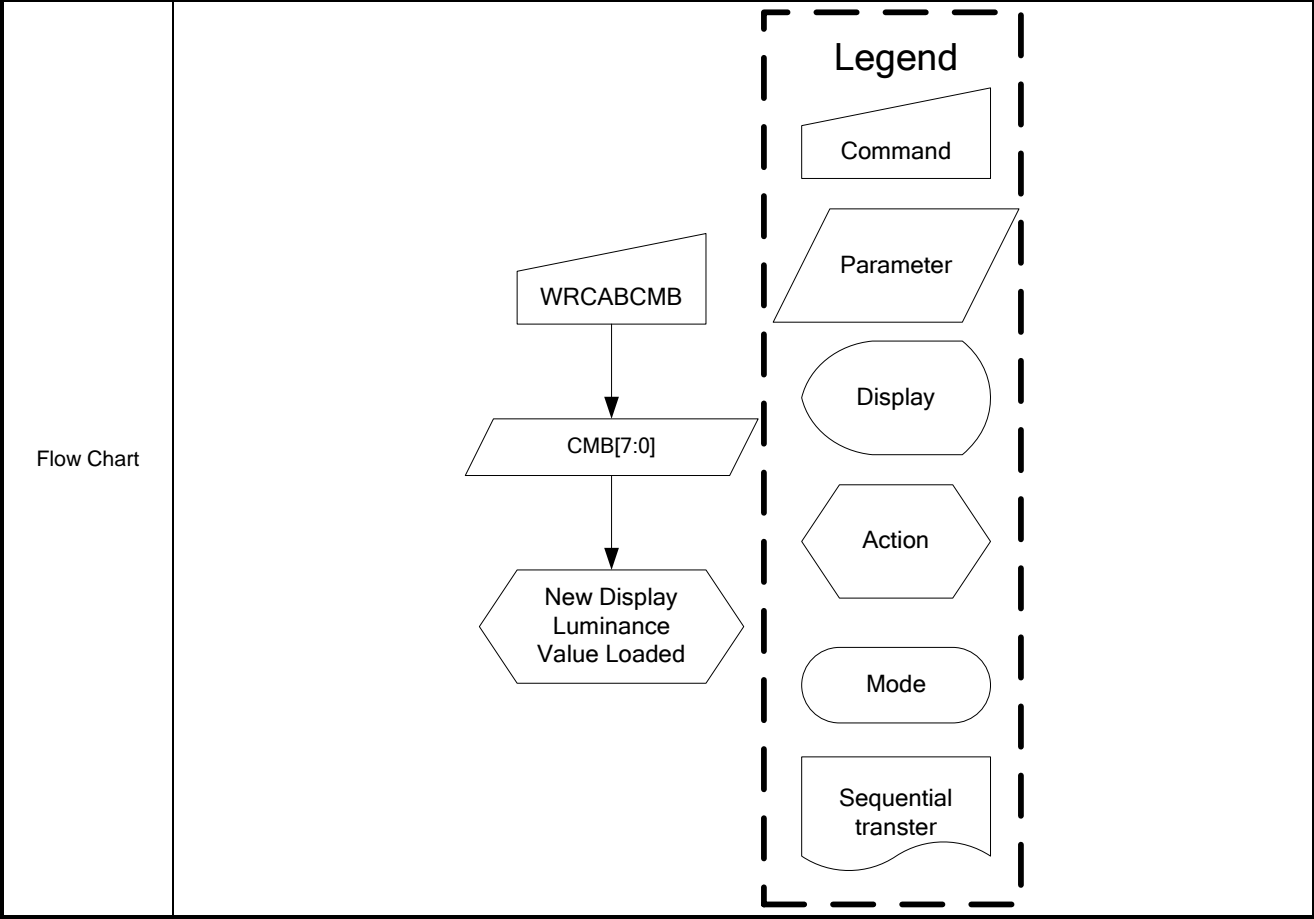 Flow Chart
WRCABCMB
CMB[7:0]
New Display
Luminance
Value Loaded
Legend
Command
Parameter
Display
Action
Mode
Sequential
transter